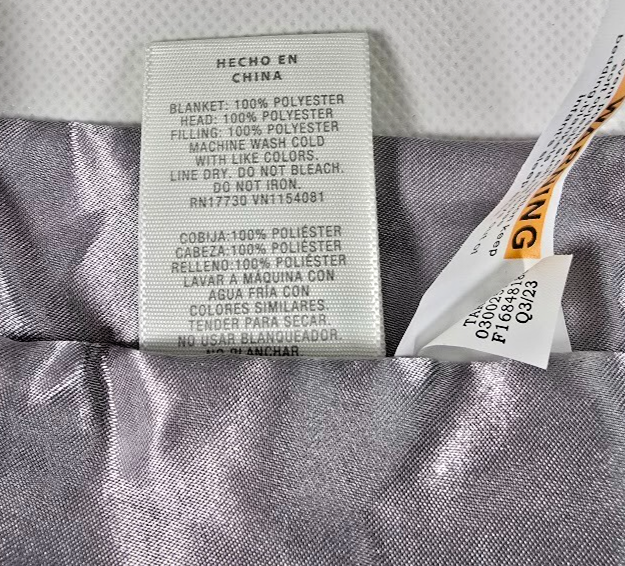 HECHO EN
CHINA
BLANKET: 100% POLYESTER
HEAD: 100% POLYESTER
FILLING: 100% POLYESTER
MACHINE WASH COLD
WITH LIKE COLORS.
LINE DRY. DO NOT BLEACH.
DO NOT IRON.
RN17730 VN1154081
COBIJA:100% POLIÉSTER
CABEZA:100% POLIÉSTER
RELLENO:100% POLIÉSTER
LAVAR A MÁQUINA CON
AGUA FRÍA CON
COLORES SIMILARES.
TENDER PARA SECAR.
NO USAR BLANQUEADOR.
NO PLANCHAR
WARNING
keep
Q3/23